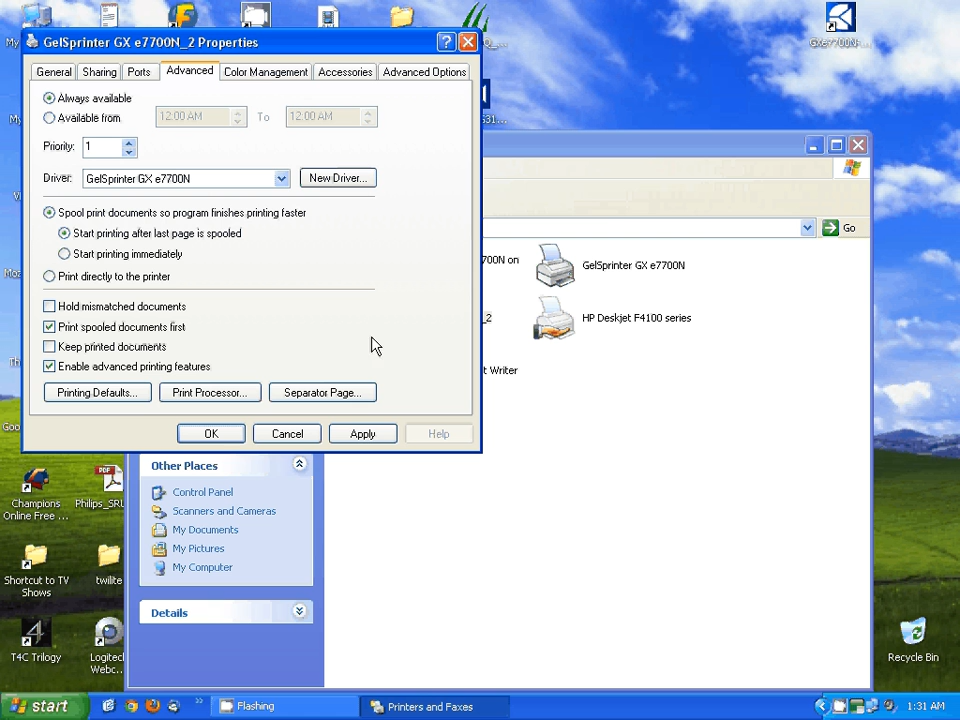 GelSprinter GX e7700N_2 Properties
General
Sharing
Ports
Advanced
Color Management
Accessories
Advanced Options
Always available
Available from
12:00 AM
To
12:00 AM
Priority:
1
Driver:
GelSprinter GX e7700N
New Driver...
Spool print documents so program finishes printing faster
Start printing after last page is spooled
Start printing immediately
Print directly to the printer
Hold mismatched documents
Print spooled documents first
Keep printed documents
Enable advanced printing features
Printing Defaults...
Print Processor...
Separator Page...
OK
Cancel
Apply
Help
Go
700N on
GelSprinter GX e7700N
_2
HP Deskjet F4100 series
t Writer
Other Places
Control Panel
Scanners and Cameras
My Documents
My Pictures
My Computer
Details
Champions
Online Free ...
PDF
Philips_SRU
Shortcut to TV
Shows
twilite
T4C Trilogy
Logitech
Webc...
Recycle Bin
start
Flashing
Printers and Faxes
1:31 AM